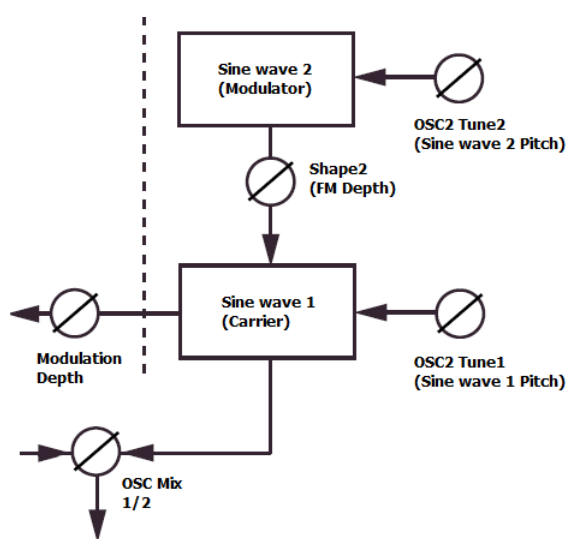 Sine wave 2
(Modulator)
OSC2 Tune2
(Sine wave 2 Pitch)
Shape2
(FM Depth)
Sine wave 1
(Carrier)
Modulation
Depth
OSC2 Tune1
(Sine wave 1 Pitch)
OSC Mix
1/2